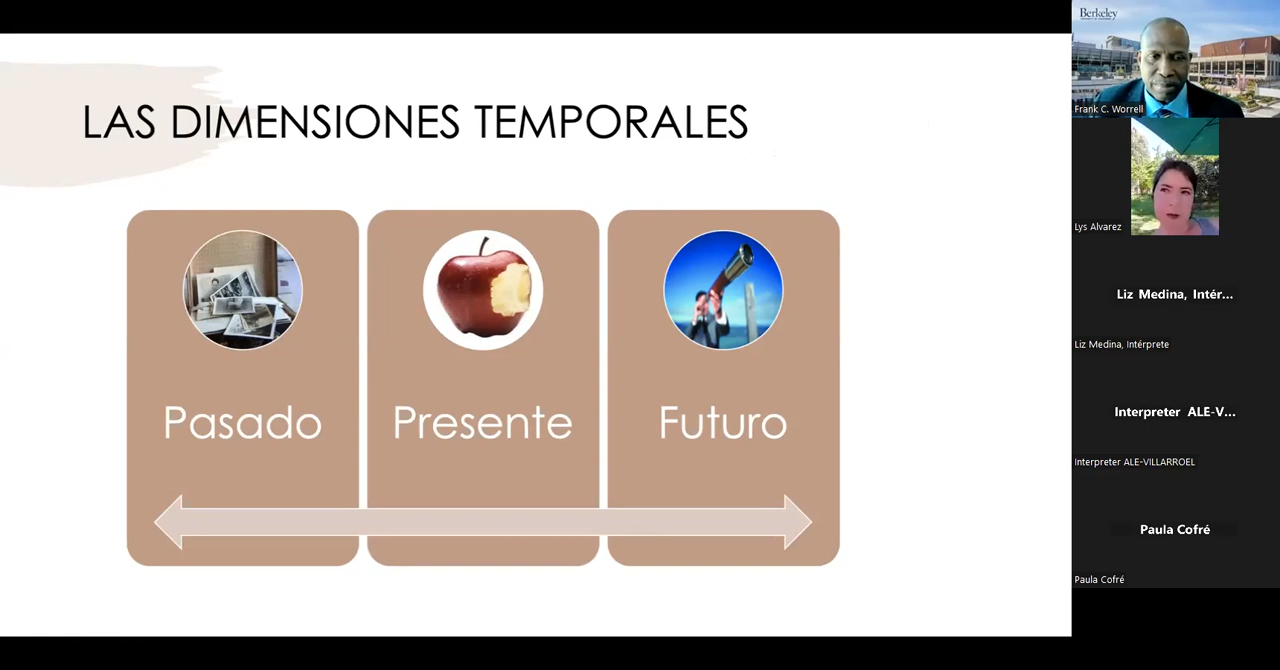 LAS DIMENSIONES TEMPORALES
Pasado
Presente
Futuro
Berkeley
Frank C. Worrell
Lys Alvarez
Liz Medina, Intér...
Liz Medina, Intérprete
Interpreter ALE-V...
Interpreter ALE-VILLARROEL
Paula Cofré
Paula Cofré